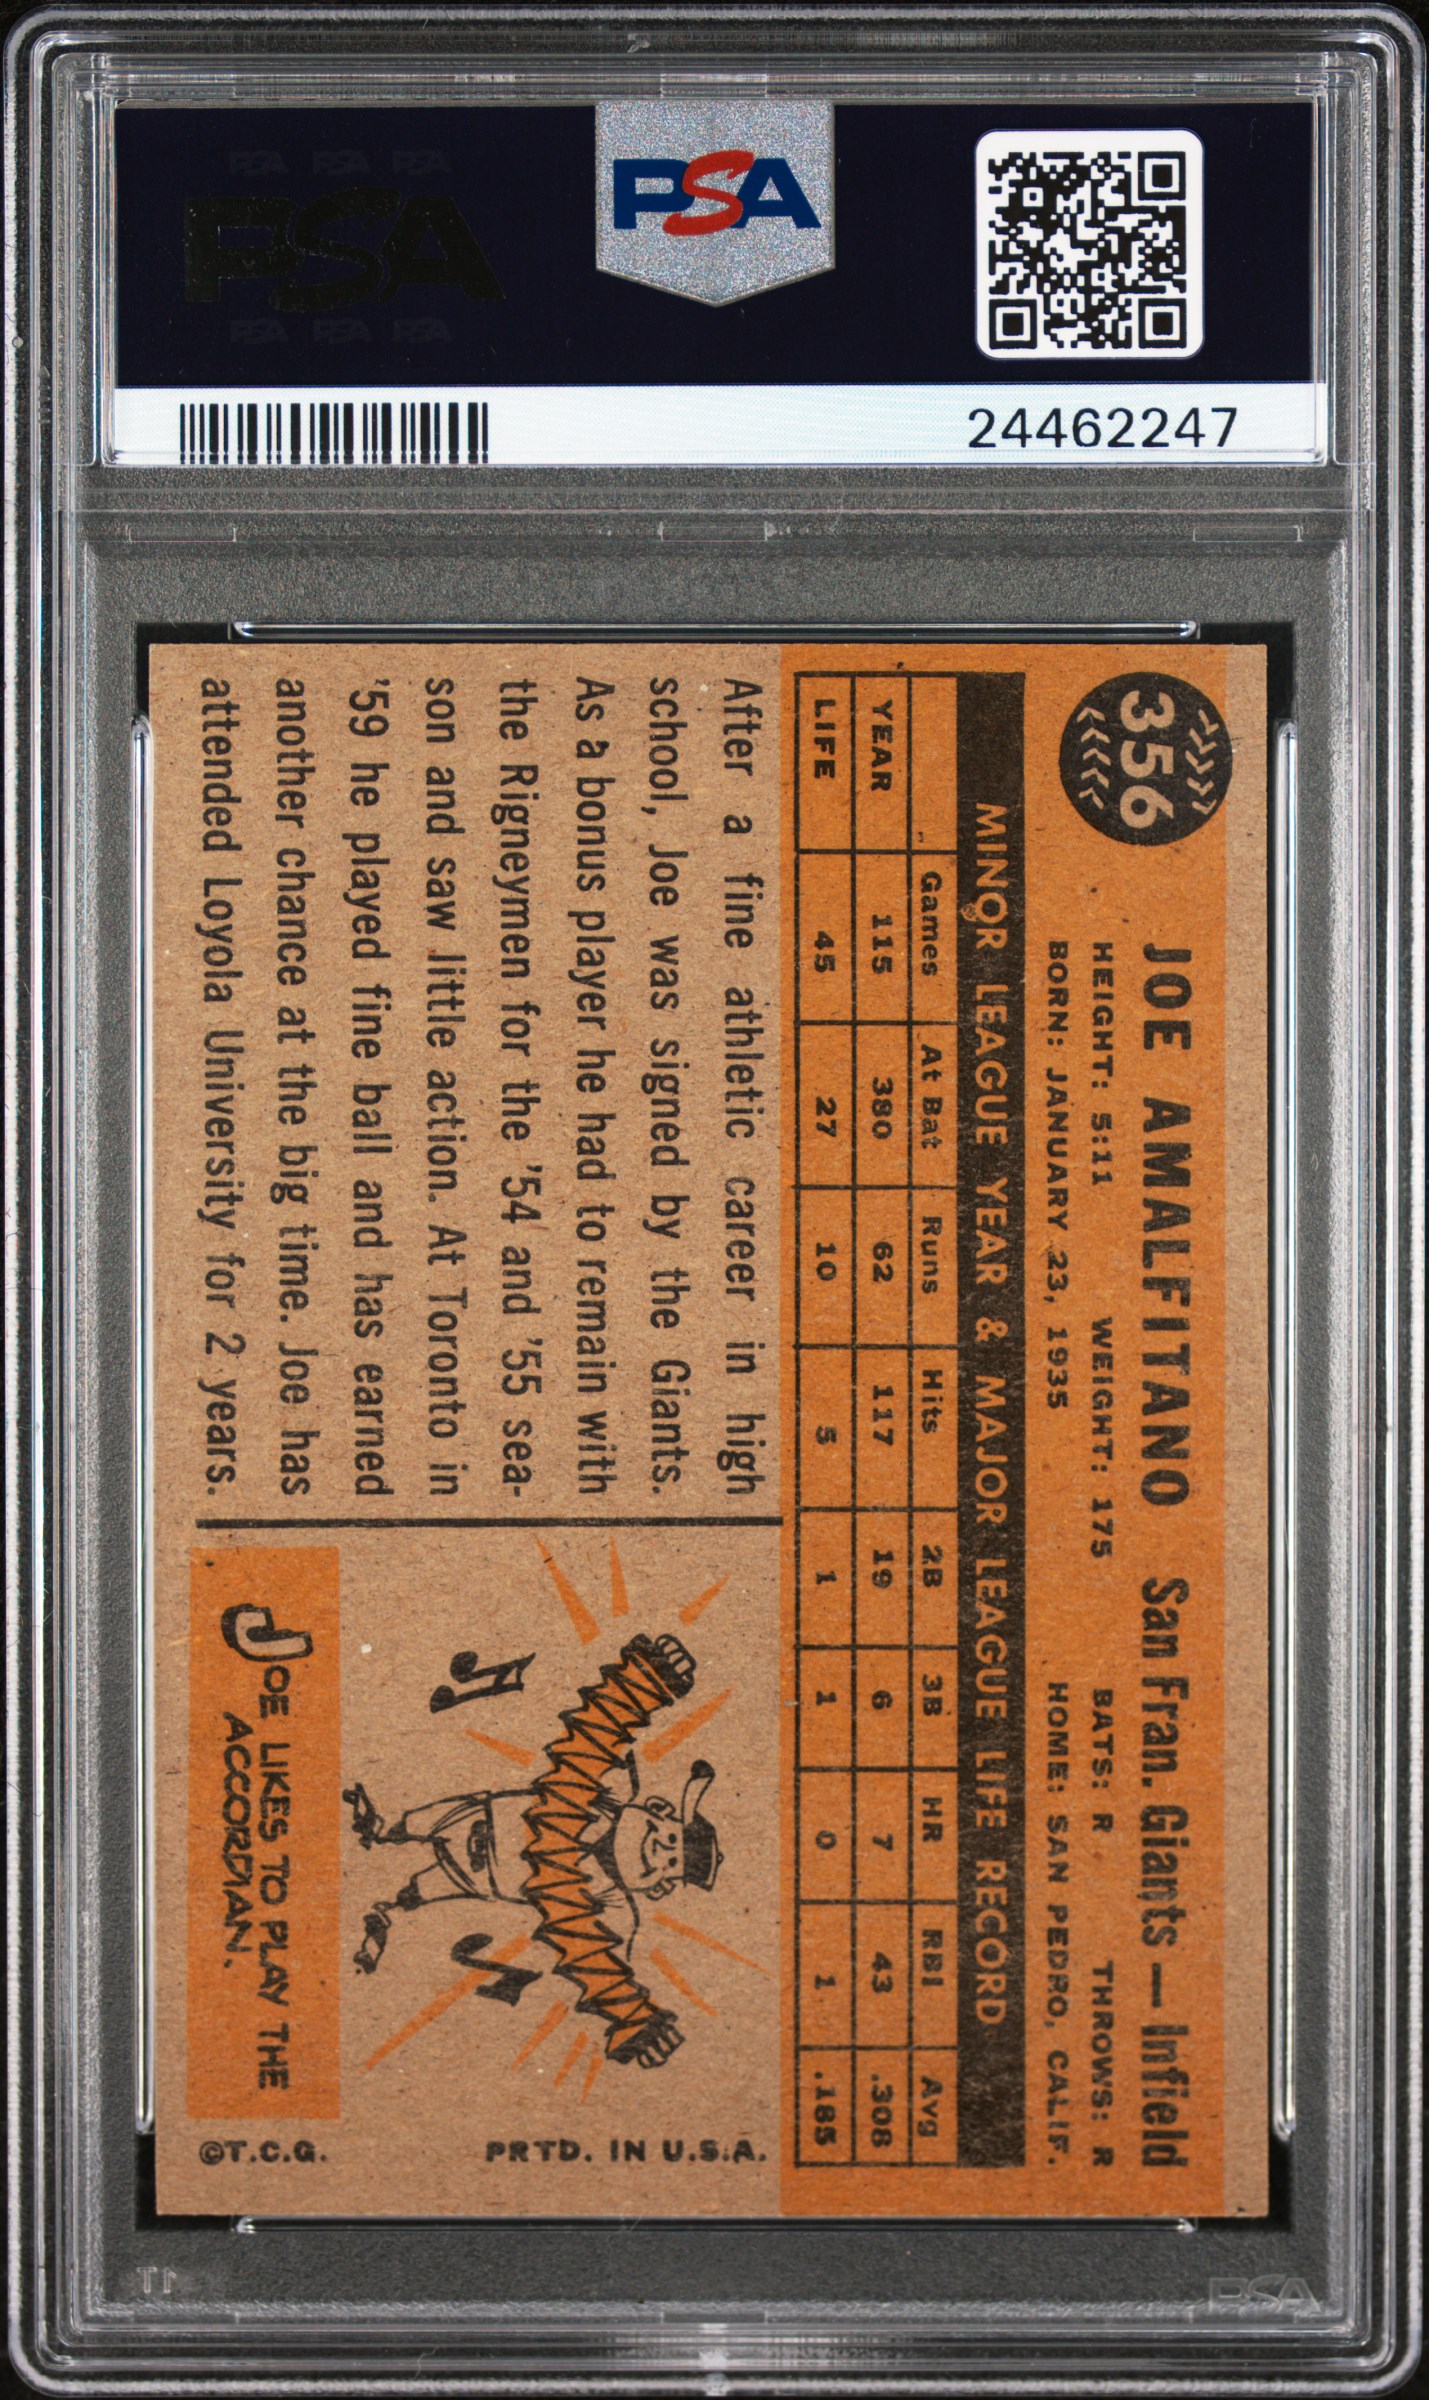 PSA PSA PSA
PSA
PSA PSA PSA
PSA
24462247
356
JOE AMALFITANO San Fran. Giants — Infield
HEIGHT: 5:11 WEIGHT: 175 BATS: R THROWS: R
BORN: JANUARY 23, 1935 HOME: SAN PEDRO, CALIF.
MINOR LEAGUE YEAR & MAJOR LEAGUE LIFE RECORD
Games At Bat Runs Hits 2B 3B HR RBI Avg
YEAR 115 380 62 117 19 6 7 43 .308
LIFE 45 27 10 5 1 1 0 1 .185
After a fine athletic career in high
school, Joe was signed by the Giants.
As a bonus player he had to remain with
the Rigneymen for the '54 and '55 sea-
son and saw little action. At Toronto in
'59 he played fine ball and has earned
another chance at the big time. Joe has
attended Loyola University for 2 years.
JOE LIKES TO PLAY THE
ACCORDIAN.
PRTD. IN U.S.A.
©T.C.G.
PSA